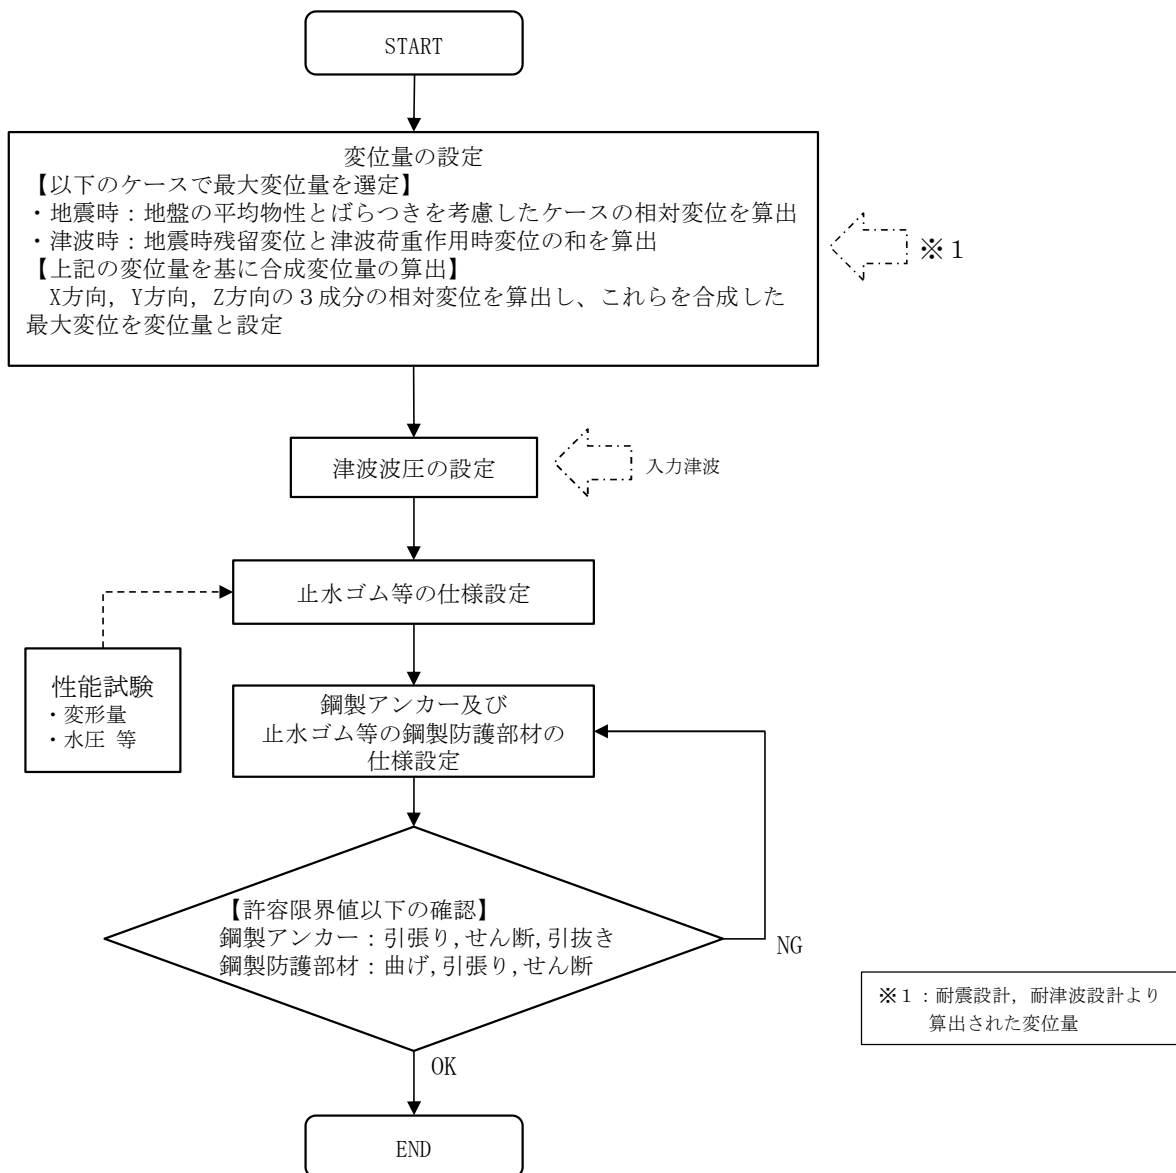 START
変位量の設定
【以下のケースで最大変位量を選定】
・地震時：地盤の平均物性とばらつきを考慮したケースの相対変位を算出
・津波時：地震時残留変位と津波荷重作用時変位の和を算出
【上記の変位量を基に合成変位量の算出】
X方向，Y方向，Z方向の３成分の相対変位を算出し、これらを合成した
最大変位を変位量と設定
※１
津波波圧の設定
入力津波
止水ゴム等の仕様設定
性能試験
・変形量
・水圧 等
鋼製アンカー及び
止水ゴム等の鋼製防護部材の
仕様設定
【許容限界値以下の確認】
鋼製アンカー：引張り,せん断,引抜き
鋼製防護部材：曲げ,引張り,せん断
NG
※１：耐震設計，耐津波設計より
算出された変位量
OK
END